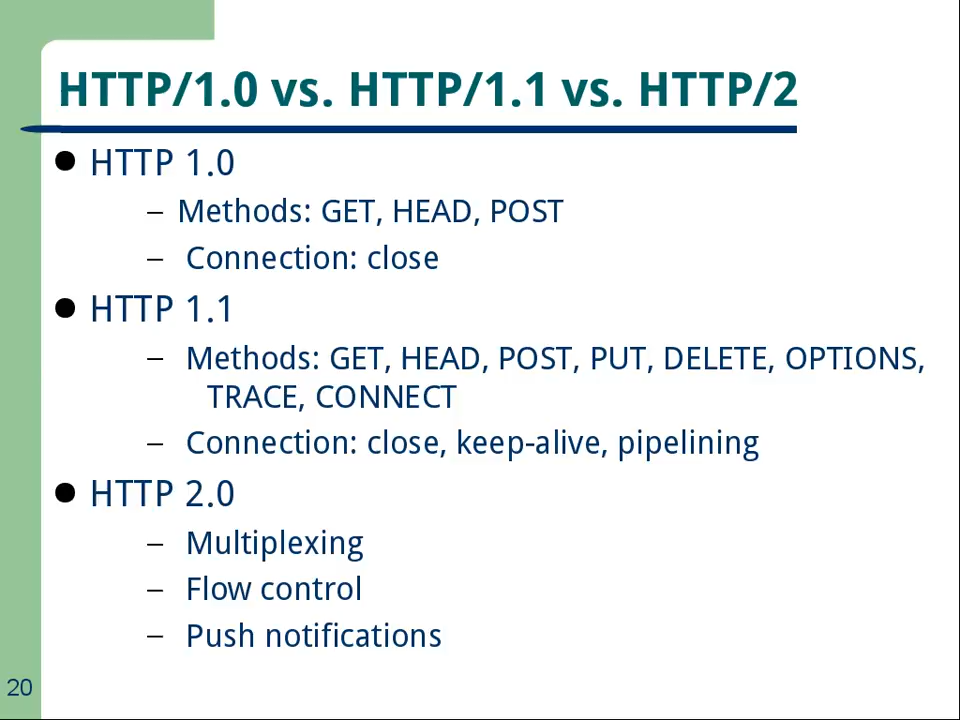 HTTP/1.0 vs. HTTP/1.1 vs. HTTP/2
● HTTP 1.0
– Methods: GET, HEAD, POST
– Connection: close
● HTTP 1.1
– Methods: GET, HEAD, POST, PUT, DELETE, OPTIONS,
TRACE, CONNECT
– Connection: close, keep-alive, pipelining
● HTTP 2.0
– Multiplexing
– Flow control
– Push notifications
20